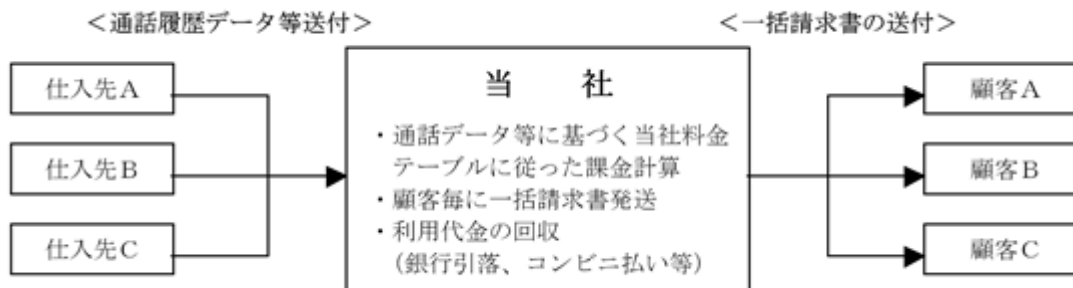 <通話履歴データ等送付>
<一括請求書の送付>
仕入先A
仕入先B
仕入先C
当 社
・通話データ等に基づく当社料金
テーブルに従った課金計算
・顧客毎に一括請求書発送
・利用代金の回収
(銀行引落、コンビニ払い等)
顧客A
顧客B
顧客C